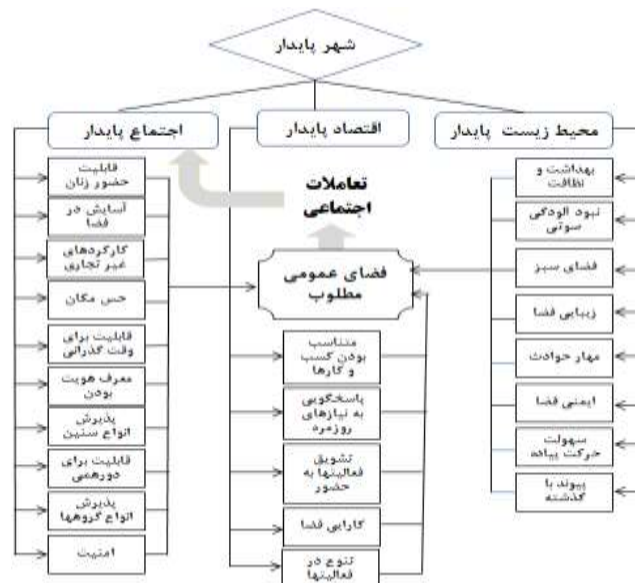 شهر پایدار
محیط زیست پایدار
اقتصاد پایدار
اجتماع پایدار
بهداشت و
نظافت
نبود آلودگی
صوتی
فضای سبز
زیبایی فضا
مهار حوادث
ایمنی فضا
سهولت
حرکت پیاده
پیوند با
گذشته
تعاملات
اجتماعی
فضای عمومی
مطلوب
متناسب
بودن کسب
و کارها
پاسخگویی
به نیازهای
روزمره
تشویق
فعالیتها به
حضور
کارایی فضا
تنوع در
فعالیتها
قابلیت
حضور زنان
آسایش در
فضا
کارکردهای
غیر تجاری
حس مکان
قابلیت برای
وقت گذرانی
معرف هویت
بودن
پذیرش
انواع سنین
قابلیت برای
دورهمی
پذیرش
انواع گروهها
امنیت